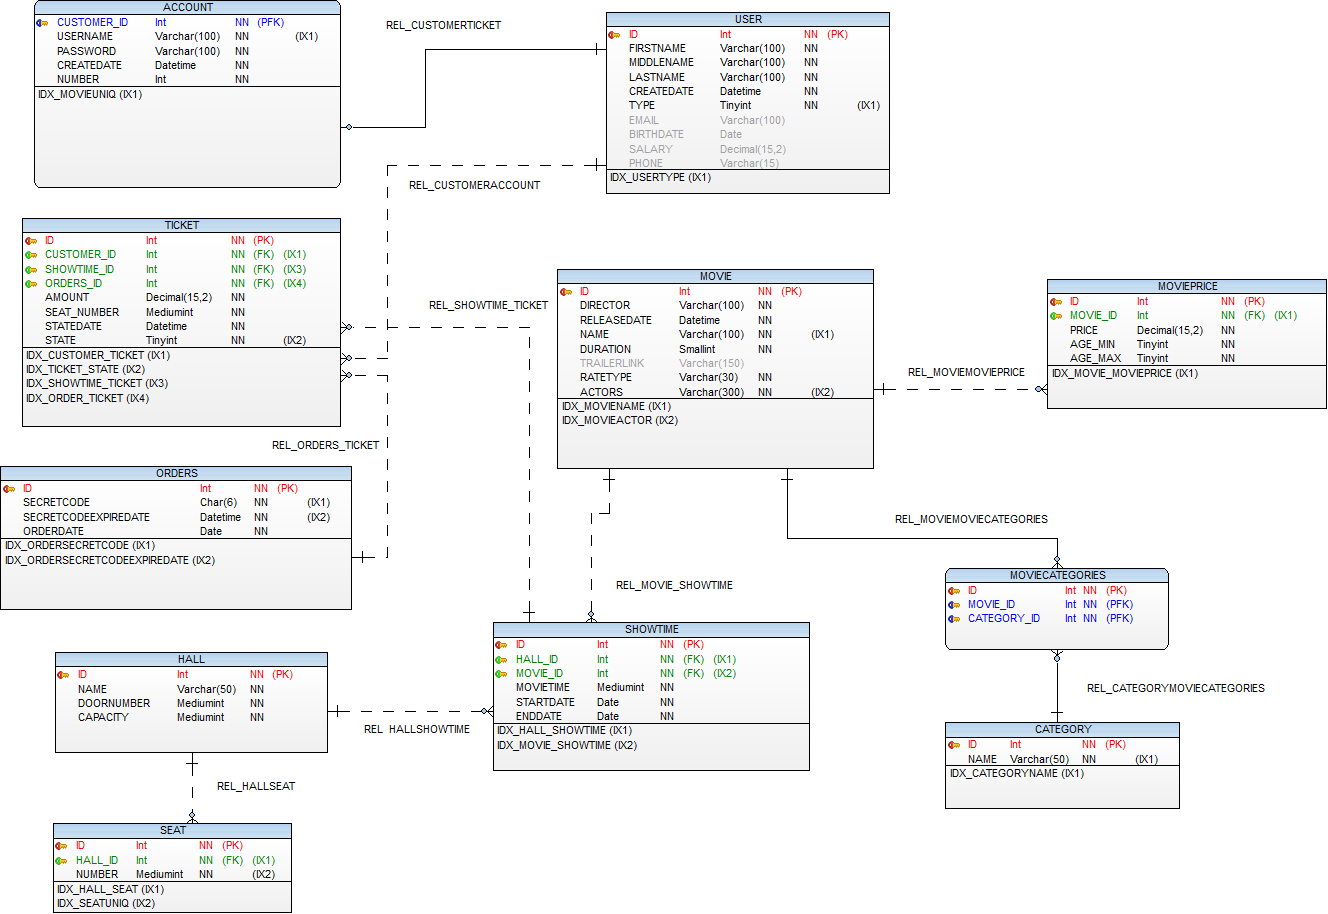 ACCOUNT
CUSTOMER_ID Int NN (PFK)
USERNAME Varchar(100) NN (IX1)
PASSWORD Varchar(100) NN
CREATEDATE Datetime NN
NUMBER Int NN
IDX_MOVIEUNIQ (IX1)
REL_CUSTOMERTICKET
USER
ID Int NN (PK)
FIRSTNAME Varchar(100) NN
MIDDLENAME Varchar(100) NN
LASTNAME Varchar(100) NN
CREATEDATE Datetime NN
TYPE Tinyint NN (IX1)
EMAIL Varchar(100)
BIRTHDATE Date
SALARY Decimal(15,2)
PHONE Varchar(15)
IDX_USERTYPE (IX1)
REL_CUSTOMERACCOUNT
TICKET
ID Int NN (PK)
CUSTOMER_ID Int NN (FK) (IX1)
SHOWTIME_ID Int NN (FK) (IX3)
ORDERS_ID Int NN (FK) (IX4)
AMOUNT Decimal(15,2) NN
SEAT_NUMBER Mediumint NN
STATEDATE Datetime NN
STATE Tinyint NN (IX2)
IDX_CUSTOMER_TICKET (IX1)
IDX_TICKET_STATE (IX2)
IDX_SHOWTIME_TICKET (IX3)
IDX_ORDER_TICKET (IX4)
REL_SHOWTIME_TICKET
MOVIE
ID Int NN (PK)
DIRECTOR Varchar(100) NN
RELEASEDATE Datetime NN
NAME Varchar(100) NN (IX1)
DURATION Smallint NN
TRAILERLINK Varchar(150)
RATETYPE Varchar(30) NN
ACTORS Varchar(300) NN (IX2)
IDX_MOVIENAME (IX1)
IDX_MOVIEACTOR (IX2)
REL_MOVIEMOVIEPRICE
MOVIEPRICE
ID Int NN (PK)
MOVIE_ID Int NN (FK) (IX1)
PRICE Decimal(15,2) NN
AGE_MIN Tinyint NN
AGE_MAX Tinyint NN
IDX_MOVIE_MOVIEPRICE (IX1)
REL_ORDERS_TICKET
ORDERS
ID Int NN (PK)
SECRETCODE Char(6) NN (IX1)
SECRETCODEEXPIREDATE Datetime NN (IX2)
ORDERDATE Date NN
IDX_ORDERSECRETCODE (IX1)
IDX_ORDERSECRETCODEEXPIREDATE (IX2)
REL_MOVIEMOVIECATEGORIES
REL_MOVIE_SHOWTIME
MOVIECATEGORIES
ID Int NN (PK)
MOVIE_ID Int NN (PFK)
CATEGORY_ID Int NN (PFK)
SHOWTIME
ID Int NN (PK)
HALL_ID Int NN (FK) (IX1)
MOVIE_ID Int NN (FK) (IX2)
MOVIETIME Mediumint NN
STARTDATE Date NN
ENDDATE Date NN
IDX_HALL_SHOWTIME (IX1)
IDX_MOVIE_SHOWTIME (IX2)
HALL
ID Int NN (PK)
NAME Varchar(50) NN
DOORNUMBER Mediumint NN
CAPACITY Mediumint NN
REL_HALLSHOWTIME
REL_CATEGORYMOVIECATEGORIES
CATEGORY
ID Int NN (PK)
NAME Varchar(50) NN (IX1)
IDX_CATEGORYNAME (IX1)
REL_HALLSEAT
SEAT
ID Int NN (PK)
HALL_ID Int NN (FK) (IX1)
NUMBER Mediumint NN (IX2)
IDX_HALL_SEAT (IX1)
IDX_SEATUNIQ (IX2)